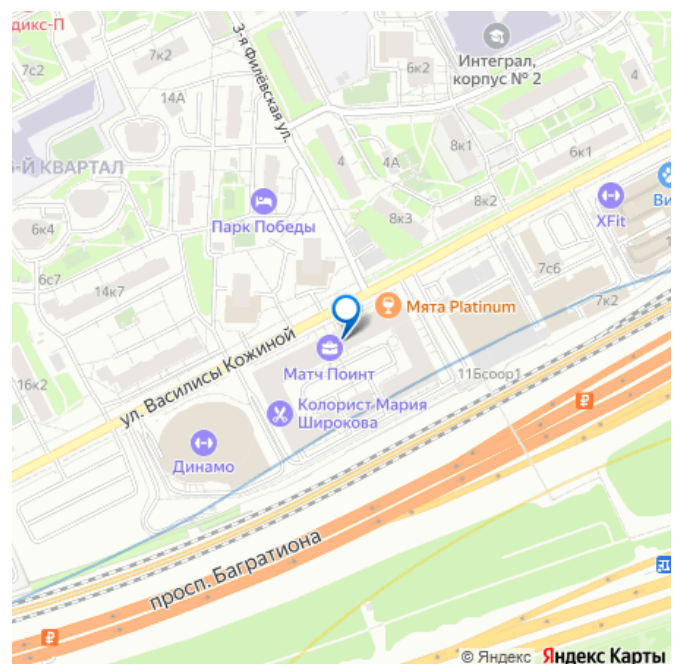 дикс-П
7к2
7с2
14А
3-я Филёвская ул.
6к2
Интеграл,
корпус № 2
4
-Й КВАРТАЛ
4
4А
8к1
6к1
Парк Победы
8к3
8к2
XFit
Ви
6к4
6с7
14к7
7с6
7к2
Мята Platinum
ул. Василисы Кожиной
Матч Поинт
11Бсоор1
16к2
Колорист Мария
Широкова
Динамо
просп. Багратиона
© Яндекс Яндекс Карты